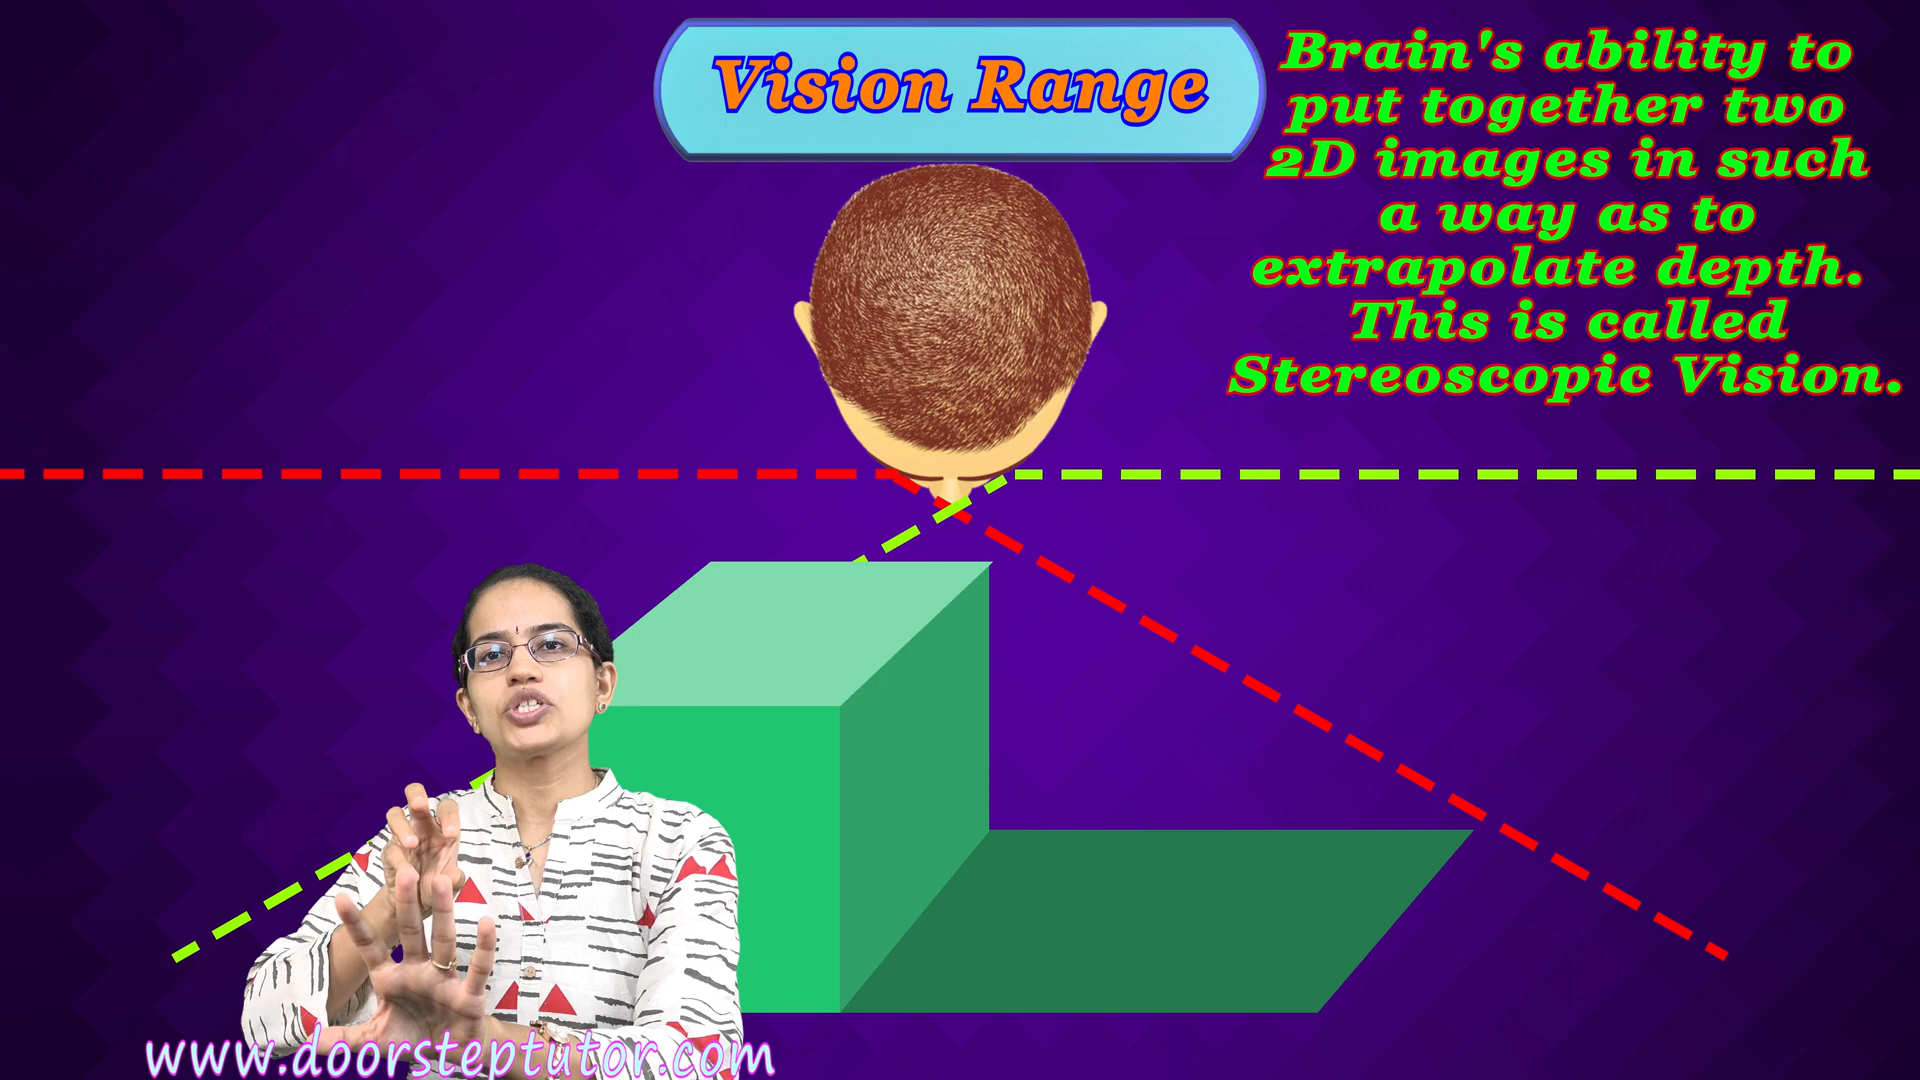 Vision Range
Brain's ability to
put together two
2D images in such
a way as to
extrapolate depth.
This is called
Stereoscopic Vision.
www.doorsteptutor.com